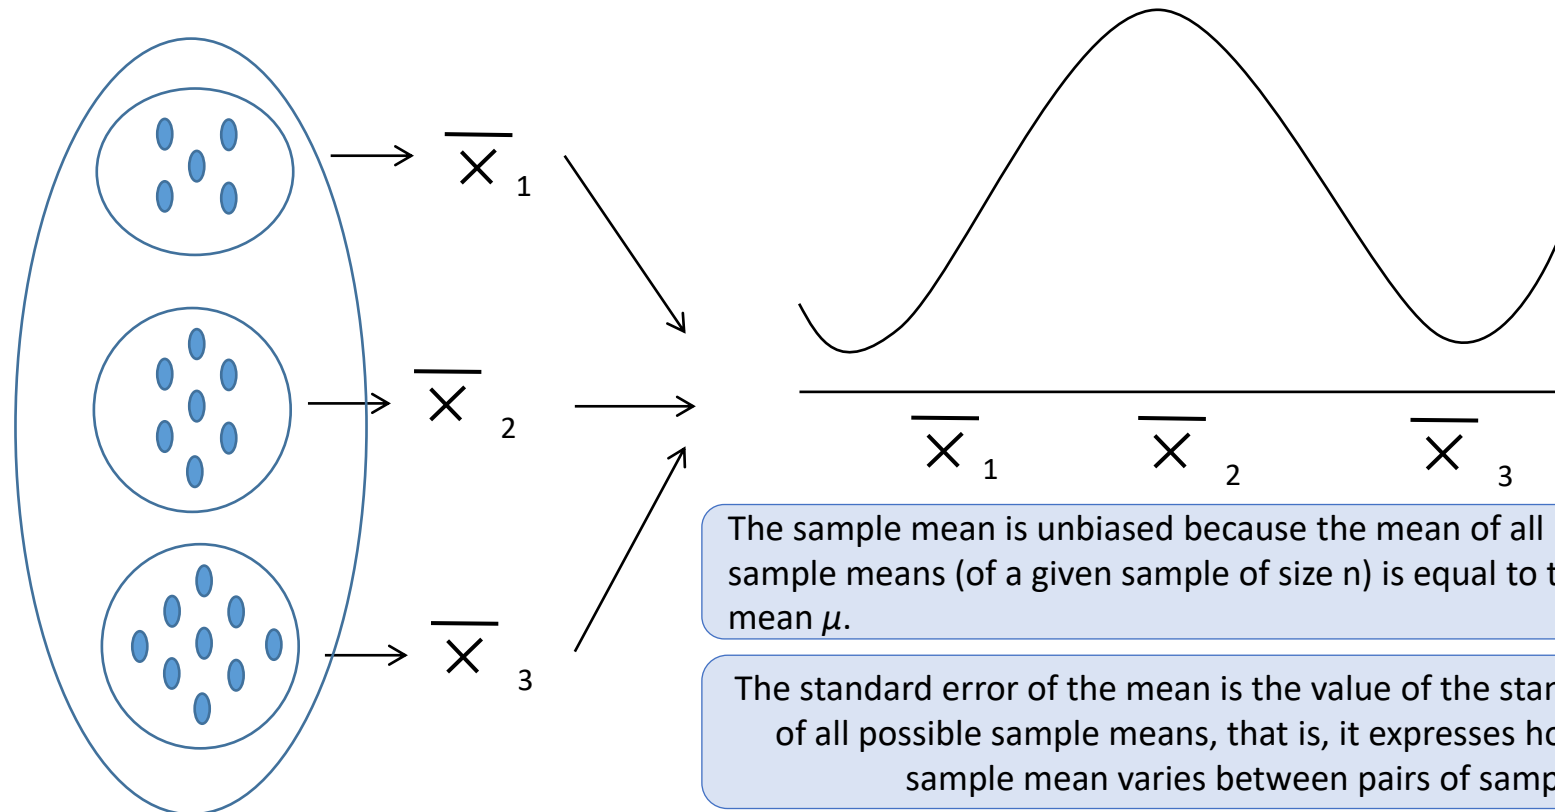 X̅ 1
X̅ 2
X̅ 3
X̅ 1 X̅ 2 X̅ 3
The sample mean is unbiased because the mean of all
sample means (of a given sample of size n) is equal to t
mean μ.
The standard error of the mean is the value of the stan
of all possible sample means, that is, it expresses ho
sample mean varies between pairs of samp